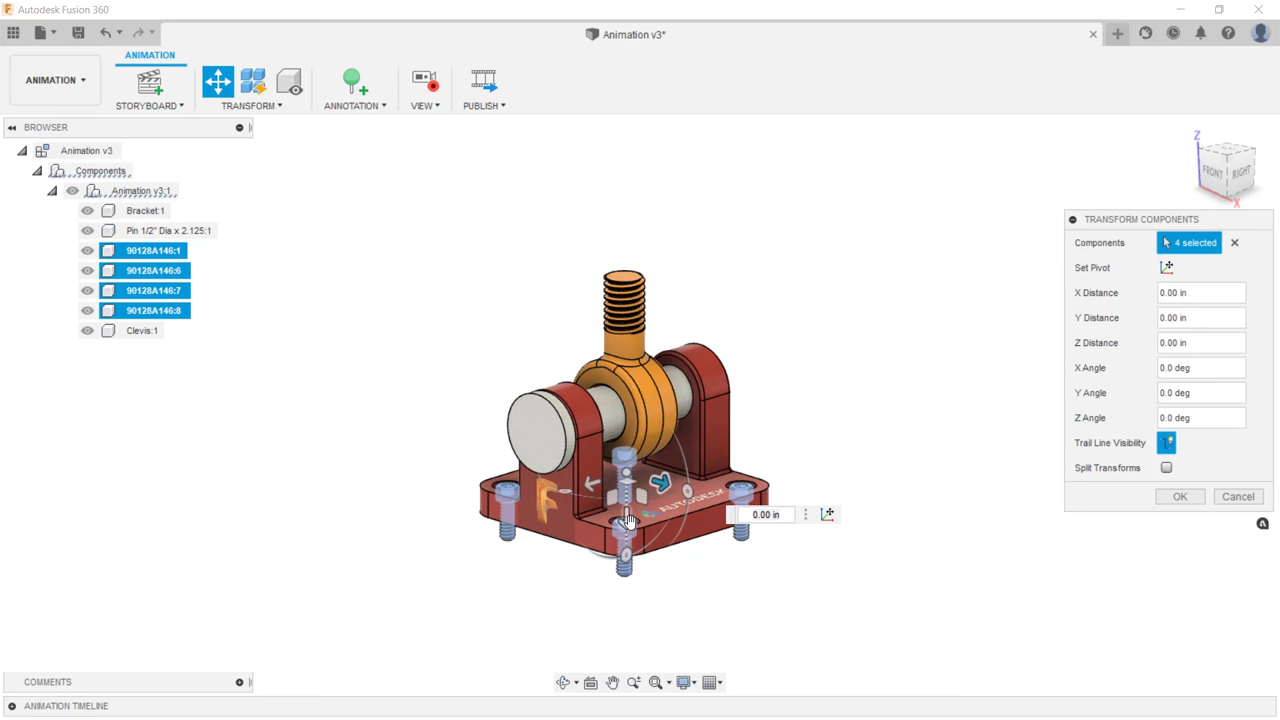 Autodesk Fusion 360
Animation v3*
ANIMATION
ANIMATION
STORYBOARD
TRANSFORM
ANNOTATION
VIEW
PUBLISH
BROWSER
Animation v3
Components
Animation v3:1
Bracket:1
Pin 1/2" Dia x 2.125:1
90128A146:1
90128A146:6
90128A146:7
90128A146:8
Clevis:1
Z
FRONT
RIGHT
X
TRANSFORM COMPONENTS
Components 4 selected
Set Pivot
X Distance 0.00 in
Y Distance 0.00 in
Z Distance 0.00 in
X Angle 0.0 deg
Y Angle 0.0 deg
Z Angle 0.0 deg
Trail Line Visibility
Split Transforms
OK Cancel
AUTODESK
0.00 in
COMMENTS
ANIMATION TIMELINE